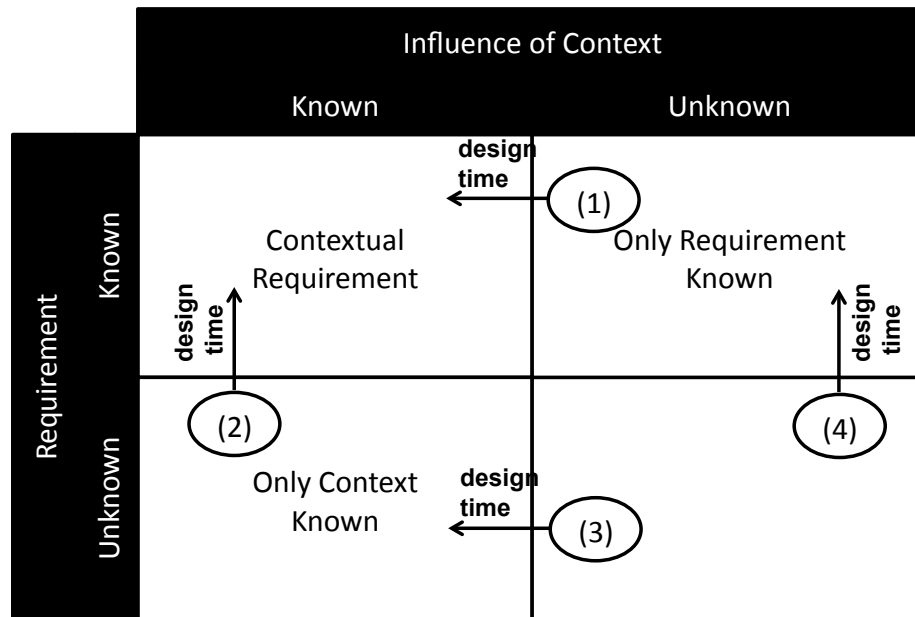 Influence of Context
Known
Unknown
Requirement
Known
Unknown
design
time
(1)
Contextual
Requirement
Only Requirement
Known
design
time
design
time
(2)
(4)
Only Context
Known
design
time
(3)